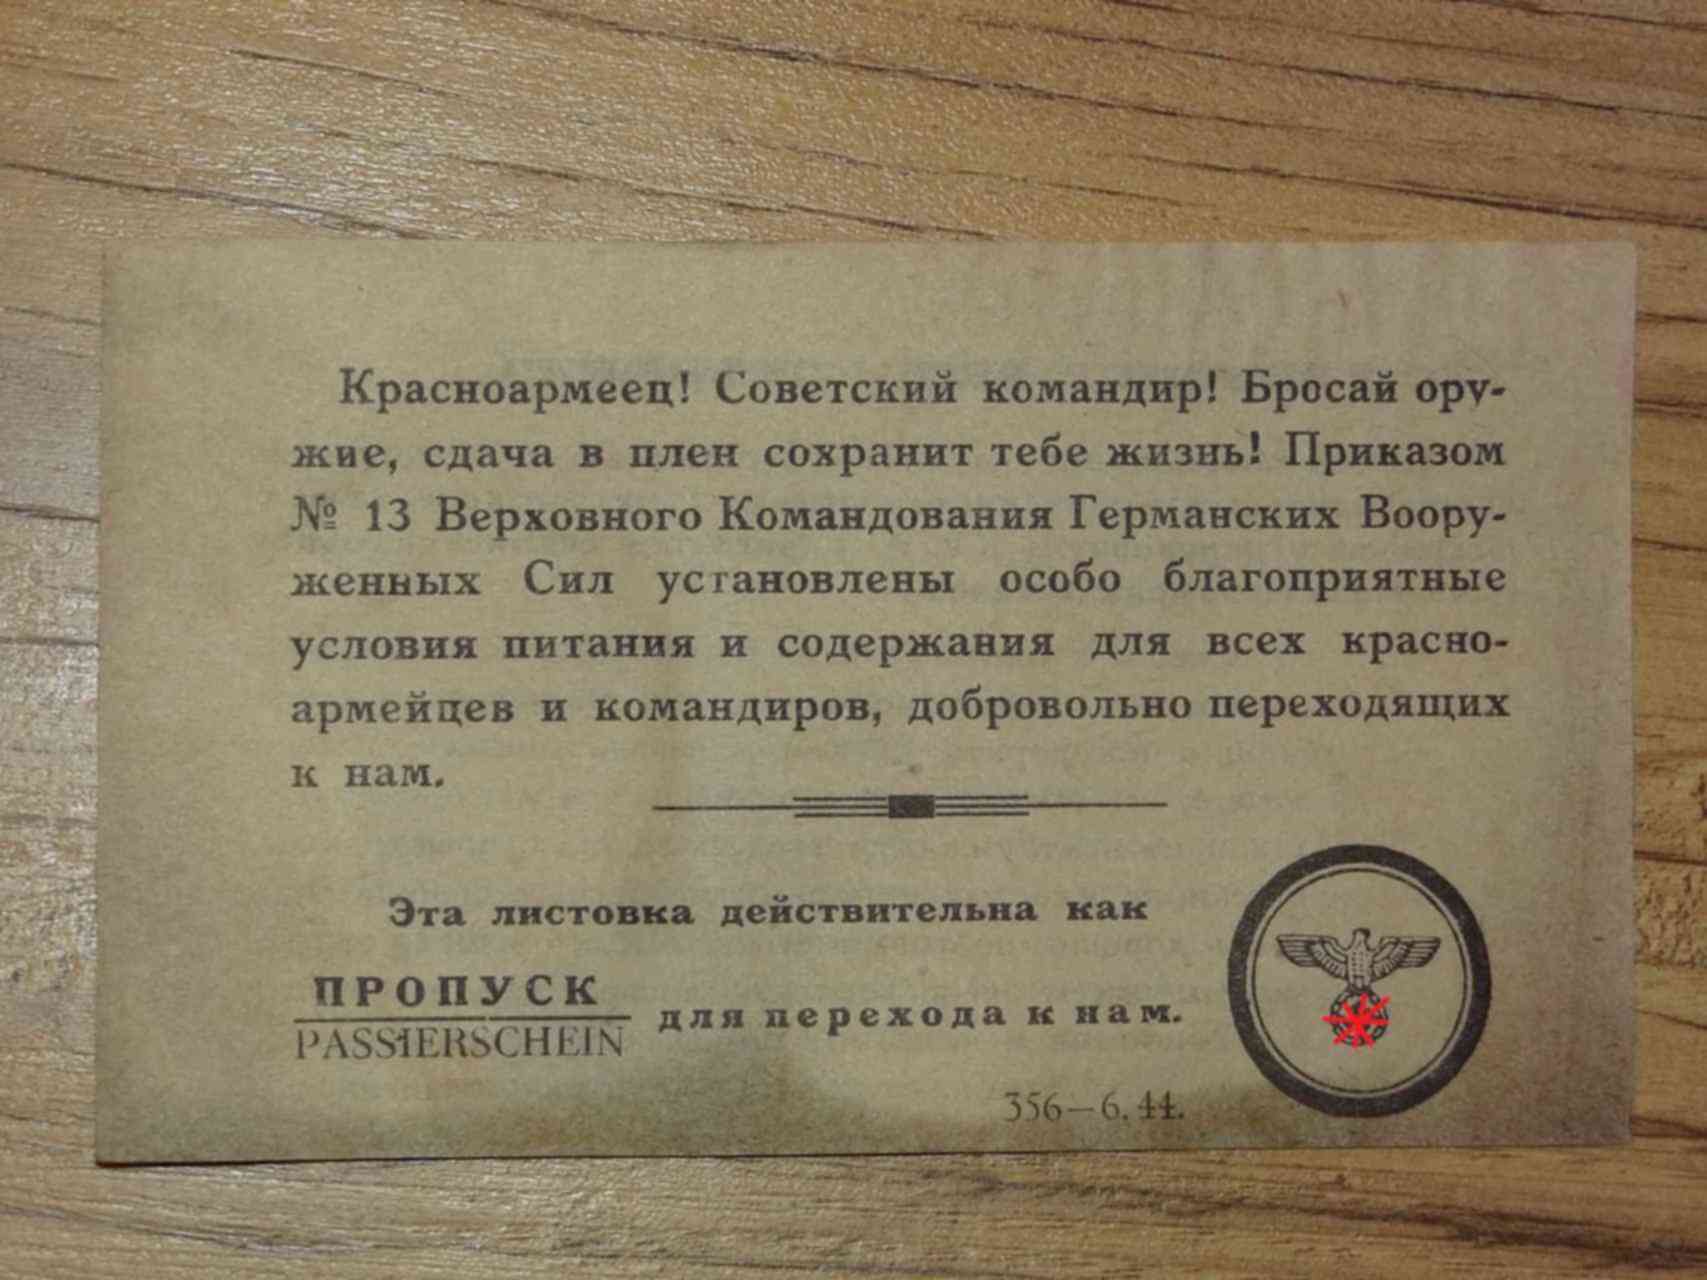 Красноармеец! Советский командир! Бросай ору-
жие, сдача в плен сохранит тебе жизнь! Приказом
№ 13 Верховного Командования Германских Воору-
женных Сил установлены особо благоприятные
условия питания и содержания для всех красно-
армейцев и командиров, добровольно переходящих
к нам.
Эта листовка действительна как
ПРОПУСК
PASSIERSCHEIN
для перехода к нам.
356—6.44.